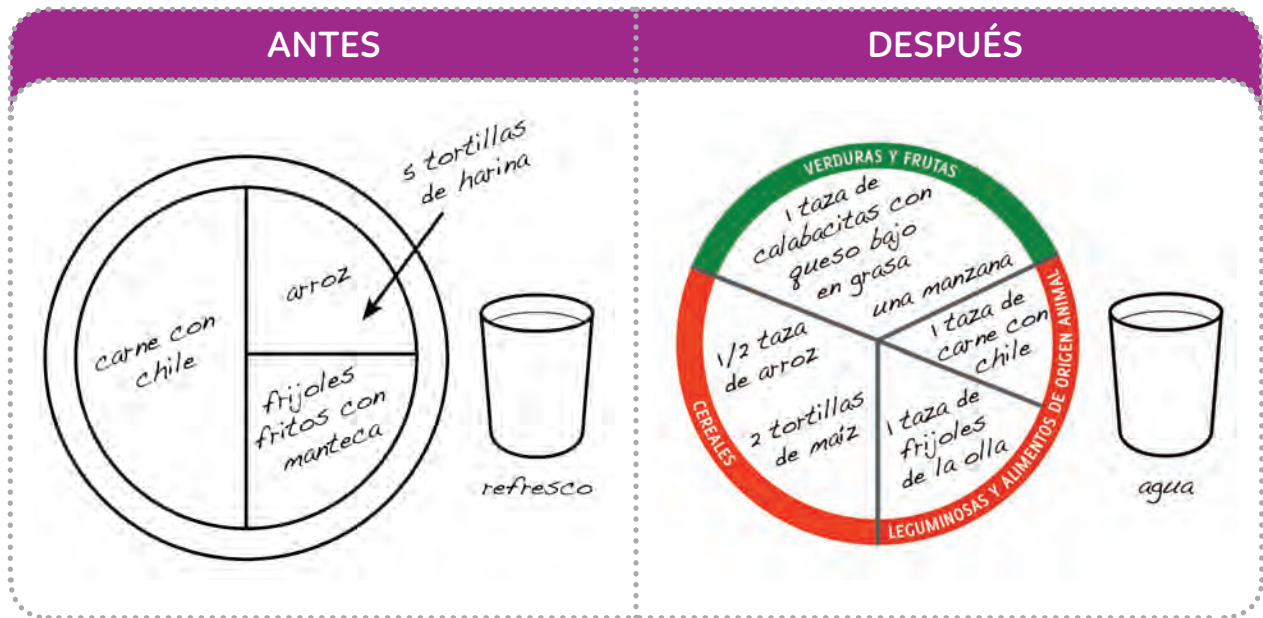 ANTES
5 tortillas
de harina
arroz
carne con
chile
frijoles
fritos con
manteca
refresco
DESPUÉS
VERDURAS Y FRUTAS
1 taza de
calabacitas con
queso bajo
en grasa
una manzana
1 taza de
carne con
chile
1/2 taza
de arroz
2 tortillas
de maíz
1 taza de
frijoles
de la olla
CEREALES
LEGUMINOSAS Y ALIMENTOS DE ORIGEN ANIMAL
agua